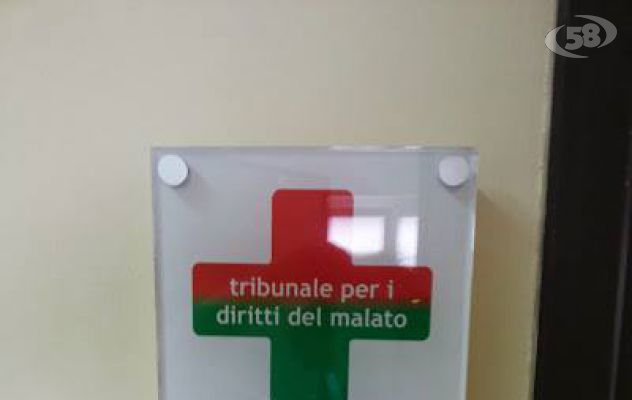 58
tribunale per i
diritti del malato